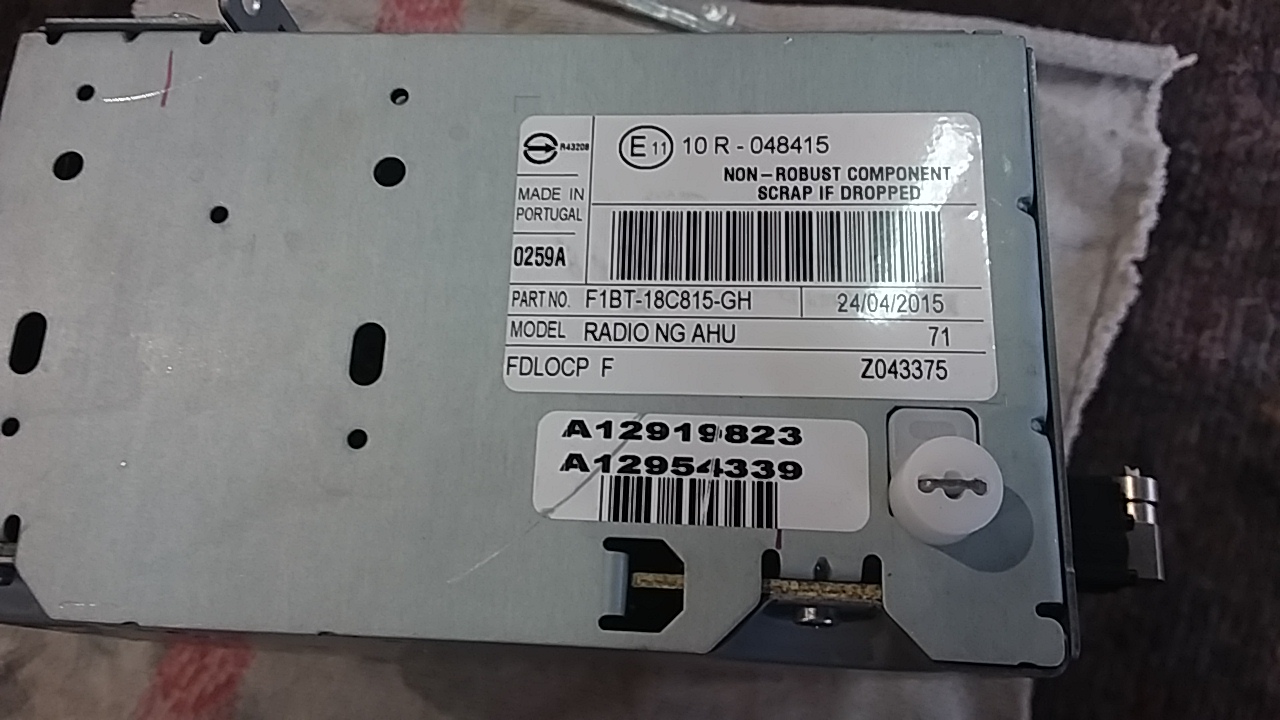 R43208
E 11 10 R - 048415
NON-ROBUST COMPONENT
SCRAP IF DROPPED
MADE IN
PORTUGAL
0259A
PART NO. F1BT-18C815-GH 24/04/2015
MODEL RADIO NG AHU 71
FDLOCP F Z043375
A12919823
A12954339